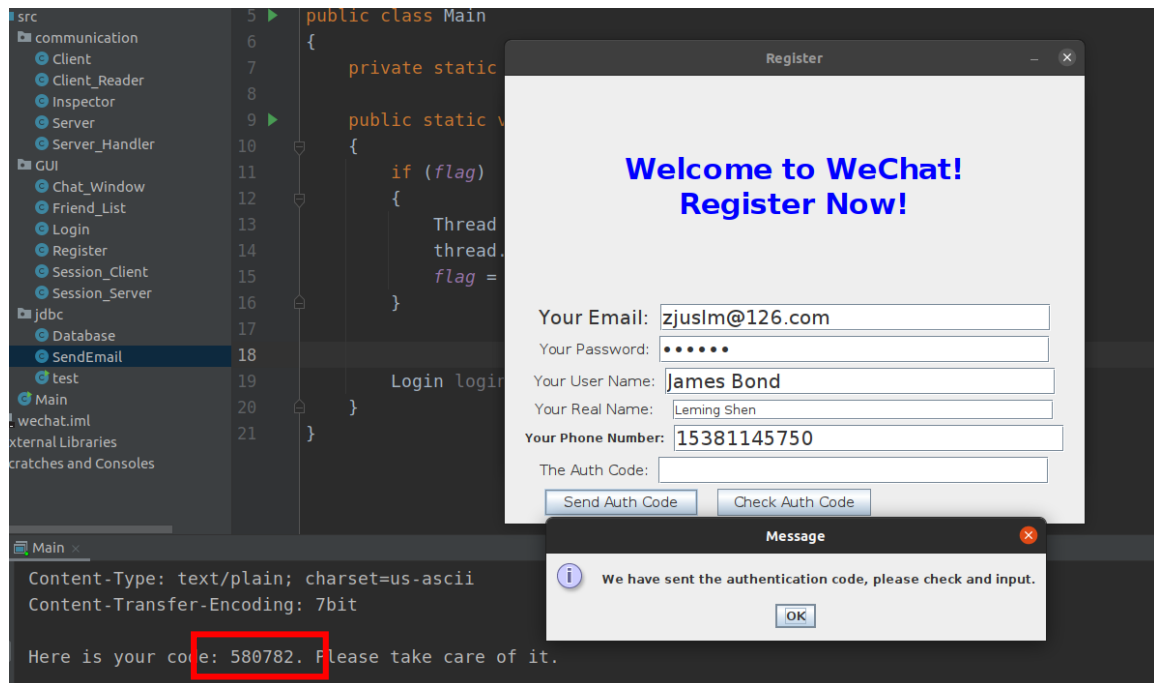 src
communication
Client
Client_Reader
Inspector
Server
Server_Handler
GUI
Chat_Window
Friend_List
Login
Register
Session_Client
Session_Server
jdbc
Database
SendEmail
test
Main
wechat.iml
xternal Libraries
cratches and Consoles
5 public class Main
6 {
7 private static
8
9 public static v
10 {
11 if (flag)
12 {
13 Thread
14 thread.
15 flag =
16 }
17
18
19 Login login
20 }
21 }
Register
Welcome to WeChat!
Register Now!
Your Email: zjuslm@126.com
Your Password: ••••••
Your User Name: James Bond
Your Real Name: Leming Shen
Your Phone Number: 15381145750
The Auth Code:
Send Auth Code Check Auth Code
Message
We have sent the authentication code, please check and input.
OK
Main
Content-Type: text/plain; charset=us-ascii
Content-Transfer-Encoding: 7bit
Here is your code: 580782. Please take care of it.